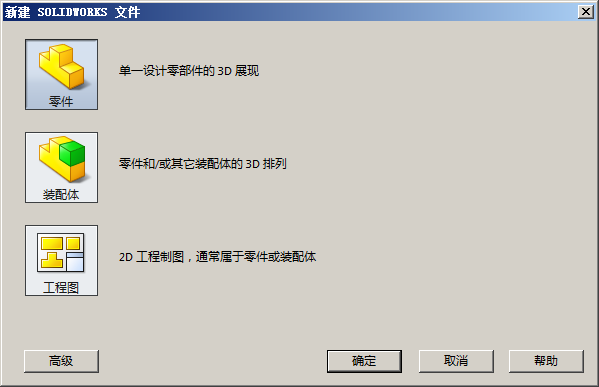 新建 SOLIDWORKS 文件
零件
单一设计零部件的 3D 展现
装配体
零件和/或其它装配体的 3D 排列
工程图
2D 工程制图，通常属于零件或装配体
高级
确定
取消
帮助